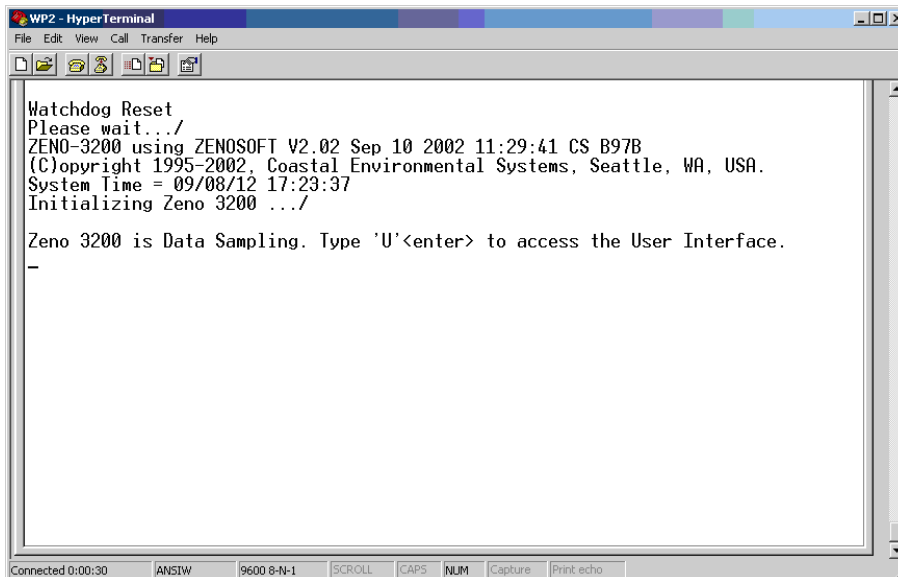 WP2 - HyperTerminal
File Edit View Call Transfer Help
Watchdog Reset
Please wait.../
ZENO-3200 using ZENOSOFT V2.02 Sep 10 2002 11:29:41 CS B97B
(C)opyright 1995-2002, Coastal Environmental Systems, Seattle, WA, USA.
System Time = 09/08/12 17:23:37
Initializing Zeno 3200 .../
Zeno 3200 is Data Sampling. Type 'U'<enter> to access the User Interface.
_
Connected 0:00:30 ANSIW 9600 8-N-1 SCROLL CAPS NUM Capture Print echo